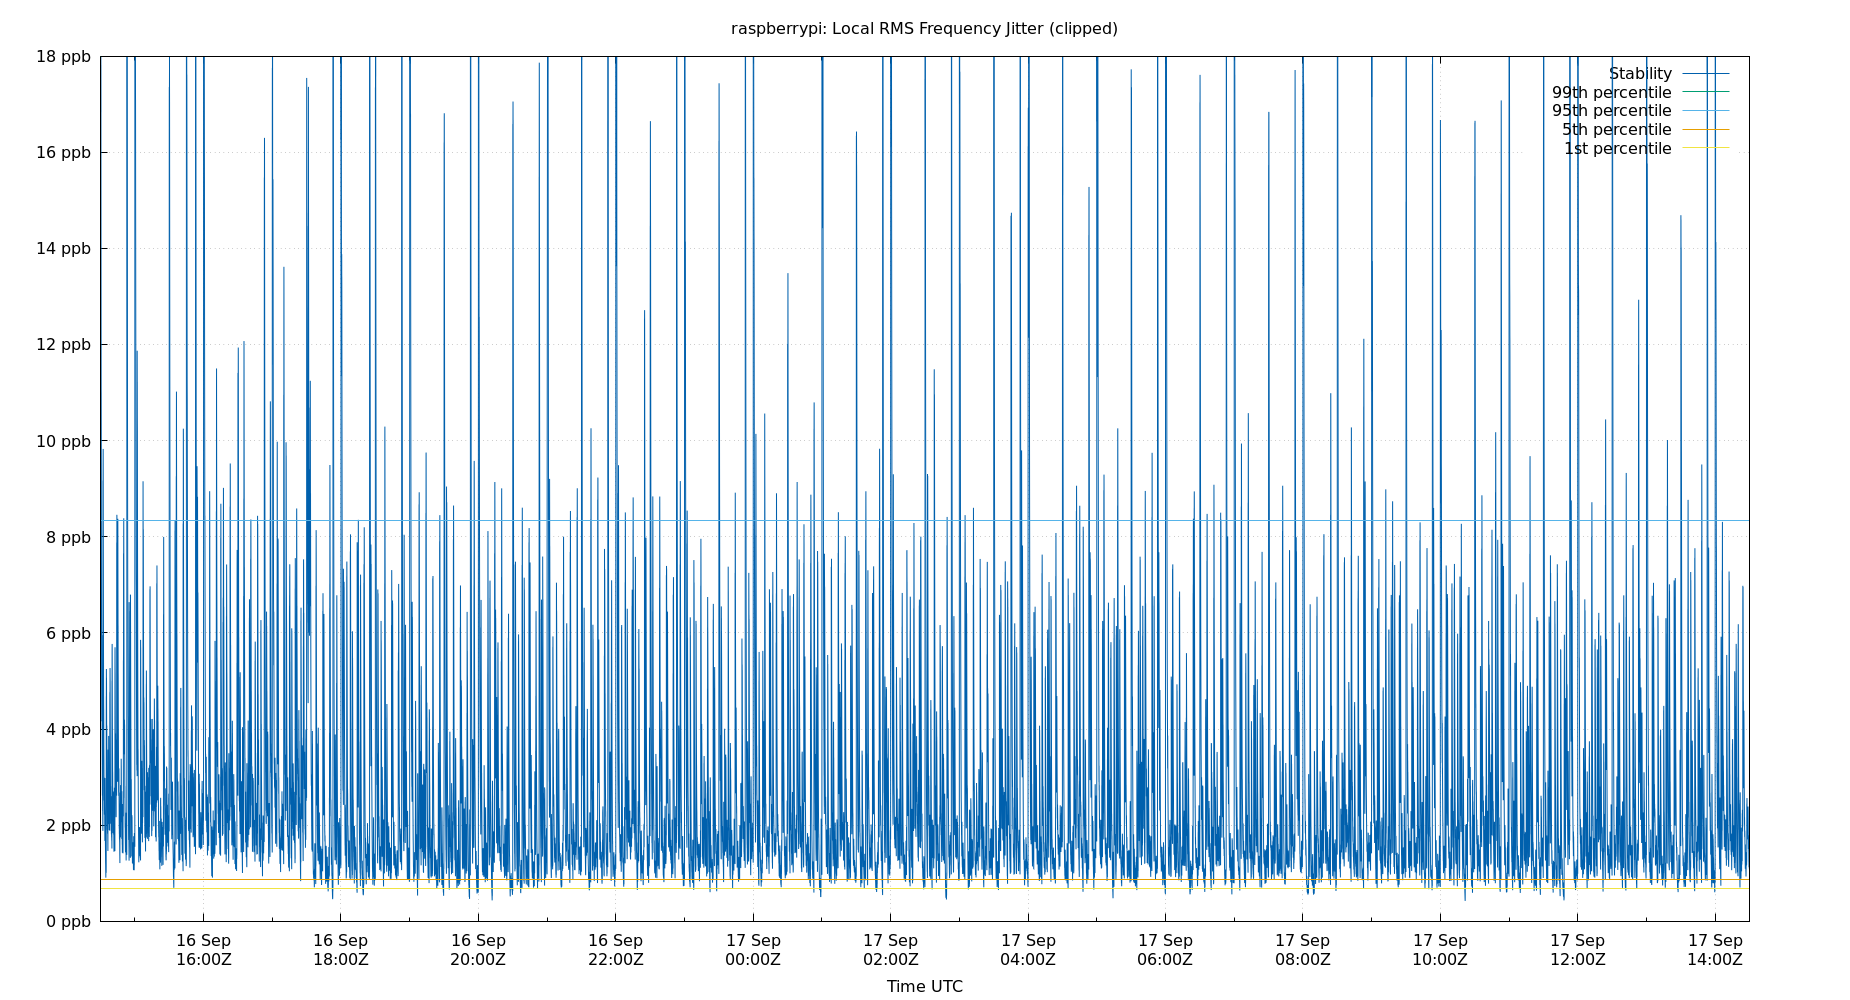 raspberrypi: Local RMS Frequency Jitter (clipped)
18 ppb
16 ppb
14 ppb
12 ppb
10 ppb
8 ppb
6 ppb
4 ppb
2 ppb
0 ppb
Stability
99th percentile
95th percentile
5th percentile
1st percentile
16 Sep
16:00Z
16 Sep
18:00Z
16 Sep
20:00Z
16 Sep
22:00Z
17 Sep
00:00Z
17 Sep
02:00Z
17 Sep
04:00Z
17 Sep
06:00Z
17 Sep
08:00Z
17 Sep
10:00Z
17 Sep
12:00Z
17 Sep
14:00Z
Time UTC